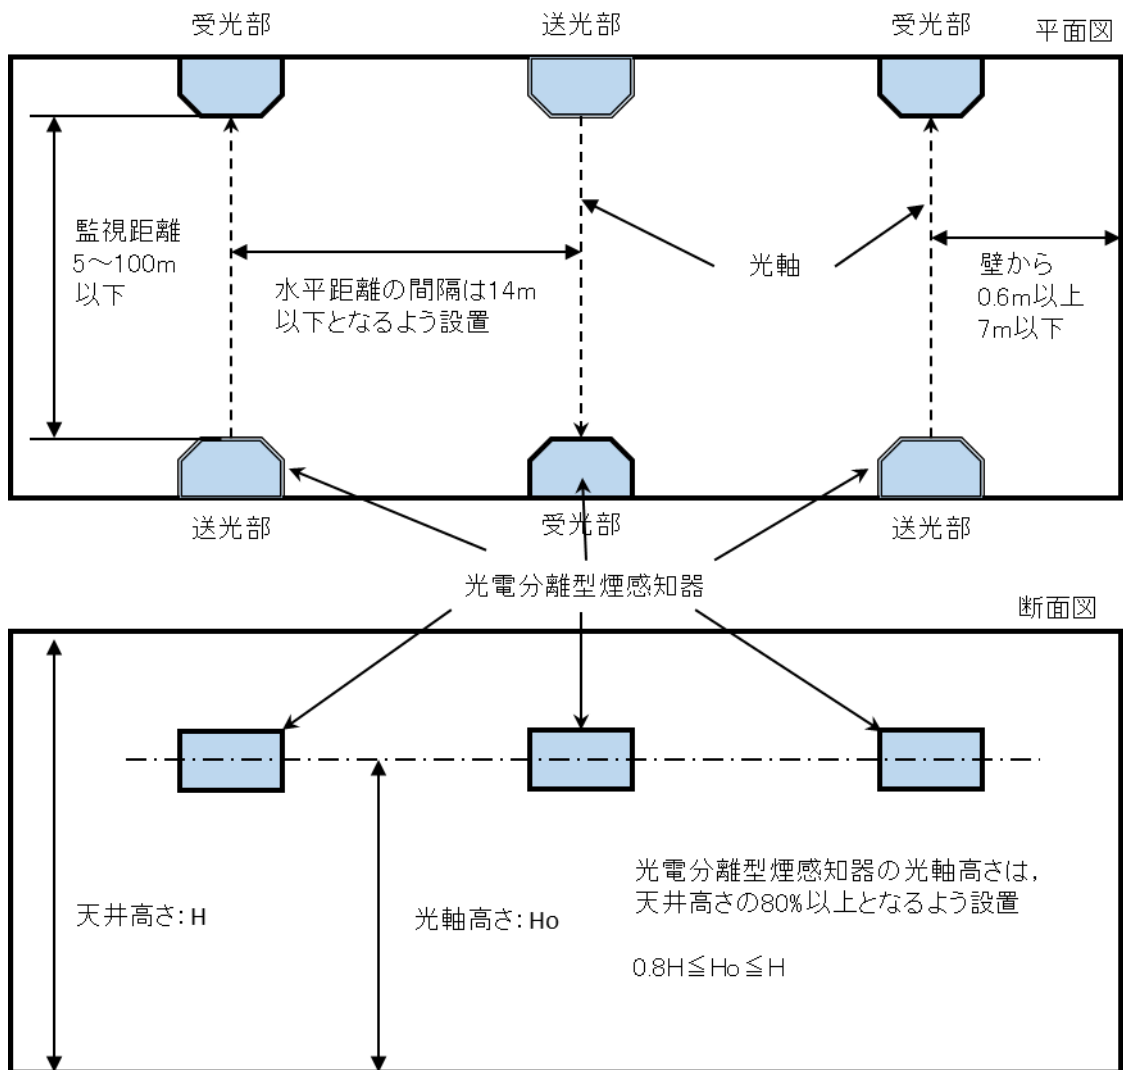 受光部
送光部
受光部
平面図
監視距離
5～100m
以下
水平距離の間隔は14m
以下となるよう設置
光軸
壁から
0.6m以上
7m以下
送光部
受光部
送光部
光電分離型煙感知器
断面図
天井高さ：H
光軸高さ：Ho
光電分離型煙感知器の光軸高さは，
天井高さの80%以上となるよう設置
0.8H≦Ho≦H